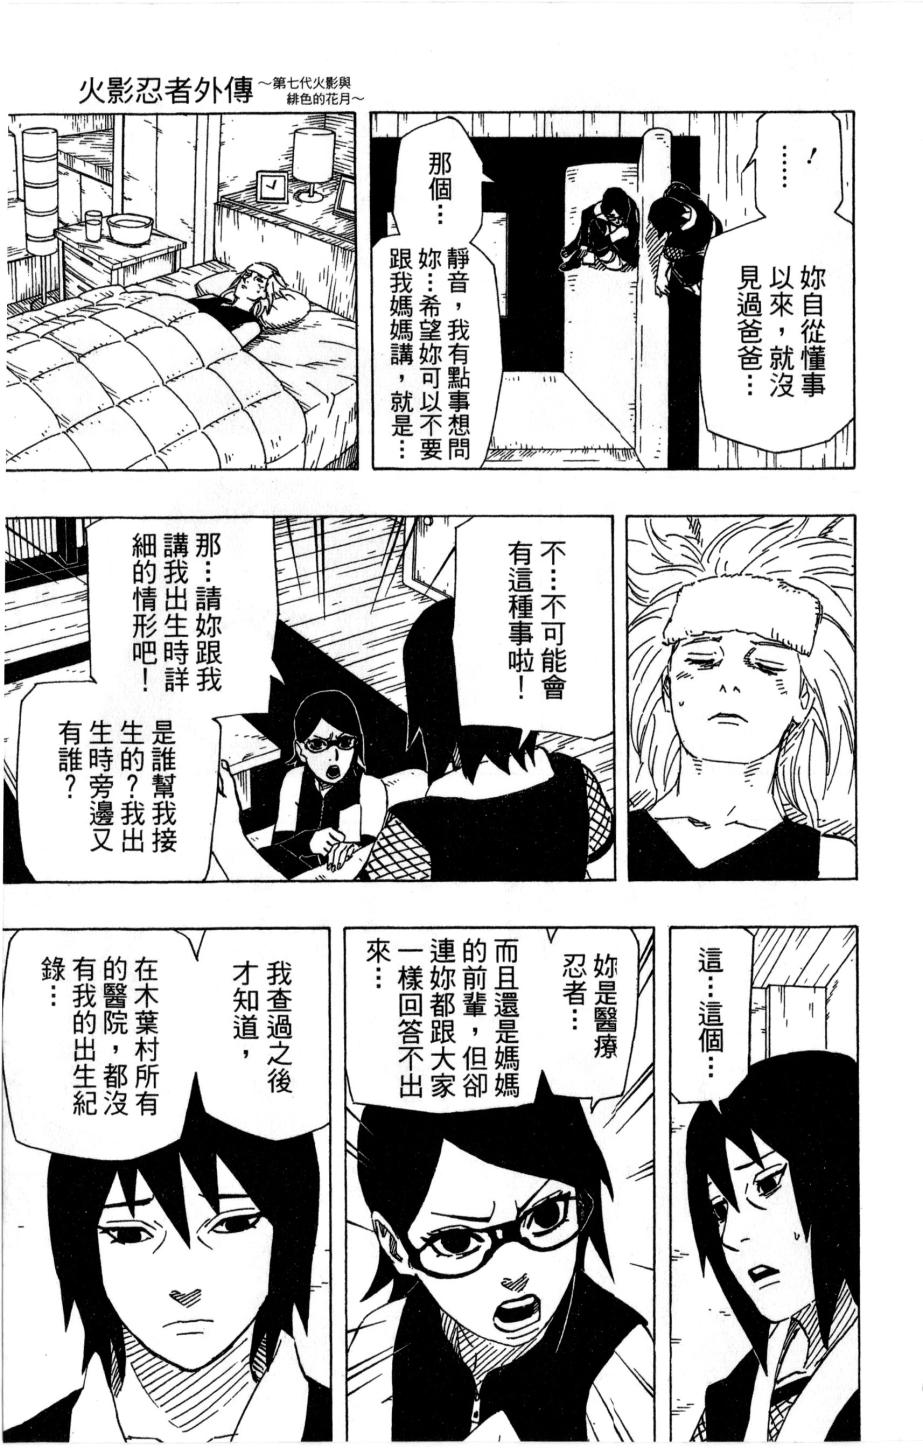 火影忍者外傳
～第七代火影與
緋色的花月～
！
……
妳自從懂事
以來，就沒
見過爸爸…
那個…
靜音，我有點事想問
妳…希望妳可以不要
跟我媽媽講，就是…
不…不可能會
有這種事啦！
那…請妳跟我
講我出生時詳
細的情形吧！
是誰幫我接
生的？我出
生時旁邊又
有誰？
這…這個…
妳是醫療
忍者…
而且還是媽媽
的前輩，但卻
連妳都跟大家
一樣回答不出
來…
我查過之後
才知道，
在木葉村所有
的醫院，都沒
有我的出生紀
錄…